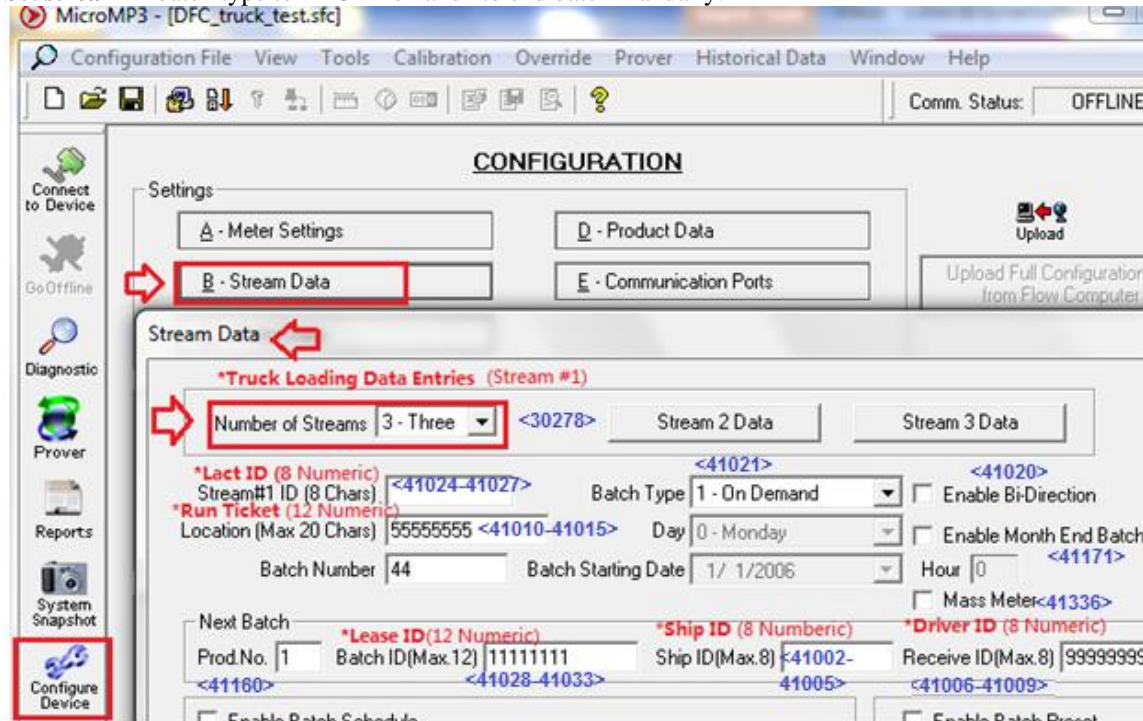 MicroMP3 - [DFC_truck_test.sfc]
Configuration File View Tools Calibration Override Prover Historical Data Window Help
Comm. Status: OFFLINE
CONFIGURATION
Connect to Device
Settings
A - Meter Settings
D - Product Data
Upload
Go Offline
B - Stream Data
E - Communication Ports
Upload Full Configuration
from Flow Computer
Stream Data
Diagnostic
*Truck Loading Data Entries (Stream #1)
Number of Streams 3 - Three <30278> Stream 2 Data Stream 3 Data
Prover
*Lact ID (8 Numeric) <41021> <41020>
Stream#1 ID (8 Chars) <41024-41027> Batch Type 1 - On Demand Enable Bi-Direction
*Run Ticket (12 Numeric)
Location (Max 20 Chars) 55555555 <41010-41015> Day 0 - Monday Enable Month End Batch
Reports
<41171>
Batch Number 44 Batch Starting Date 1/ 1/2006 Hour 0
System Snapshot
Mass Meter<41336>
Next Batch *Lease ID(12 Numeric) *Ship ID (8 Numberic) *Driver ID (8 Numeric)
Prod.No. 1 Batch ID(Max.12) 11111111 Ship ID(Max.8) <41002-41005> Receive ID(Max.8) 99999999
<41160> <41028-41033> <41006-41009>
Configure Device
Enable Batch Schedule Enable Batch Preset